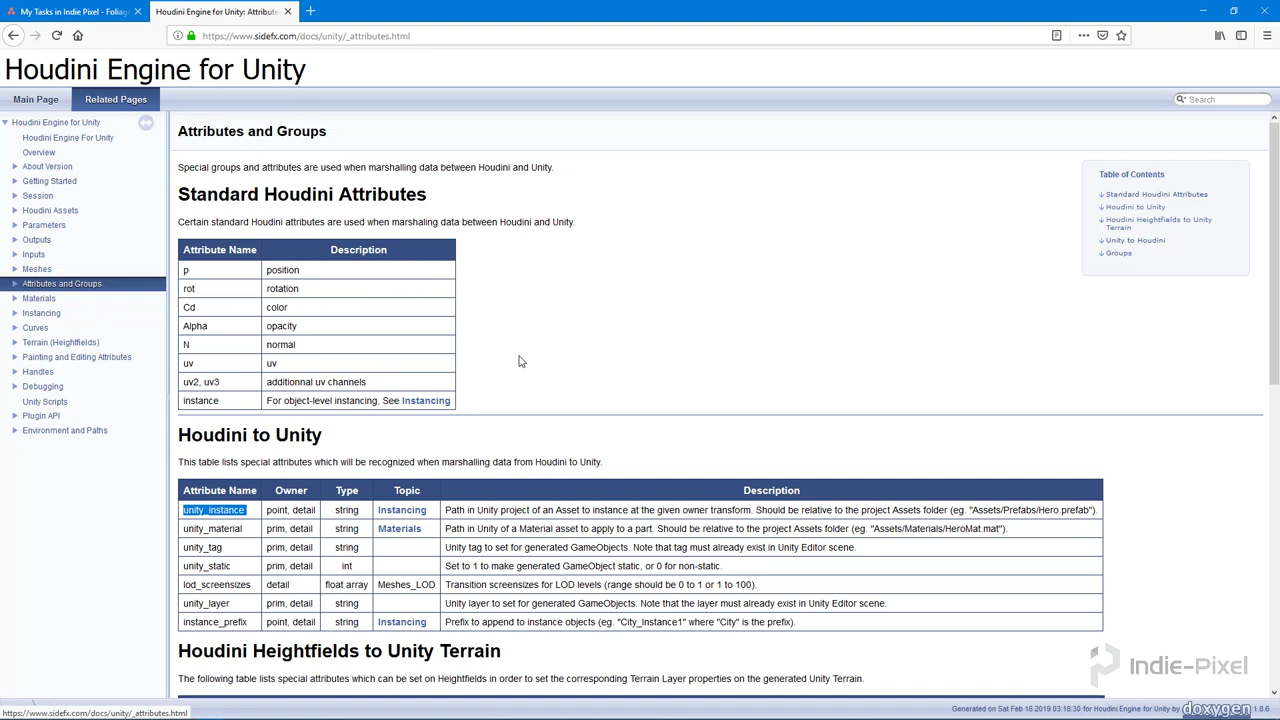 My Tasks in Indie Pixel - Foliag
Houdini Engine for Unity: Attribute
https://www.sidefx.com/docs/unity/_attributes.html
Houdini Engine for Unity
Main Page
Related Pages
Search
Houdini Engine for Unity
Houdini Engine For Unity
Overview
About Version
Getting Started
Session
Houdini Assets
Parameters
Outputs
Inputs
Meshes
Attributes and Groups
Materials
Instancing
Curves
Terrain (Heightfields)
Painting and Editing Attributes
Handles
Debugging
Unity Scripts
Plugin API
Environment and Paths
Attributes and Groups
Special groups and attributes are used when marshalling data between Houdini and Unity.
Table of Contents
Standard Houdini Attributes
Houdini to Unity
Houdini Heightfields to Unity
Terrain
Unity to Houdini
Groups
Standard Houdini Attributes
Certain standard Houdini attributes are used when marshaling data between Houdini and Unity.
Attribute Name Description
p position
rot rotation
Cd color
Alpha opacity
N normal
uv uv
uv2, uv3 additionnal uv channels
instance For object-level instancing, See Instancing
Houdini to Unity
This table lists special attributes which will be recognized when marshalling data from Houdini to Unity.
Attribute Name Owner Type Topic Description
unity_instance point, detail string Instancing Path in Unity project of an Asset to instance at the given owner transform. Should be relative to the project Assets folder (eg. "Assets/Prefabs/Hero.prefab").
unity_material prim, detail string Materials Path in Unity of a Material asset to apply to a part. Should be relative to the project Assets folder (eg. "Assets/Materials/HeroMat.mat").
unity_tag prim, detail string Unity tag to set for generated GameObjects. Note that tag must already exist in Unity Editor scene.
unity_static prim, detail int Set to 1 to make generated GameObject static, or 0 for non-static.
lod_screensizes detail float array Meshes_LOD Transition screensizes for LOD levels (range should be 0 to 1 or 1 to 100).
unity_layer prim, detail string Unity layer to set for generated GameObjects. Note that the layer must already exist in Unity Editor scene.
instance_prefix point, detail string Instancing Prefix to append to instance objects (eg. "City_Instance1" where "City" is the prefix).
Houdini Heightfields to Unity Terrain
The following table lists special attributes which can be set on Heightfields in order to set the corresponding Terrain Layer properties on the generated Unity Terrain.
Indie-Pixel
https://www.sidefx.com/docs/unity/_attributes.html
Generated on Sat Feb 16 2019 03:18:30 for Houdini Engine for Unity by doxygen 1.8.6